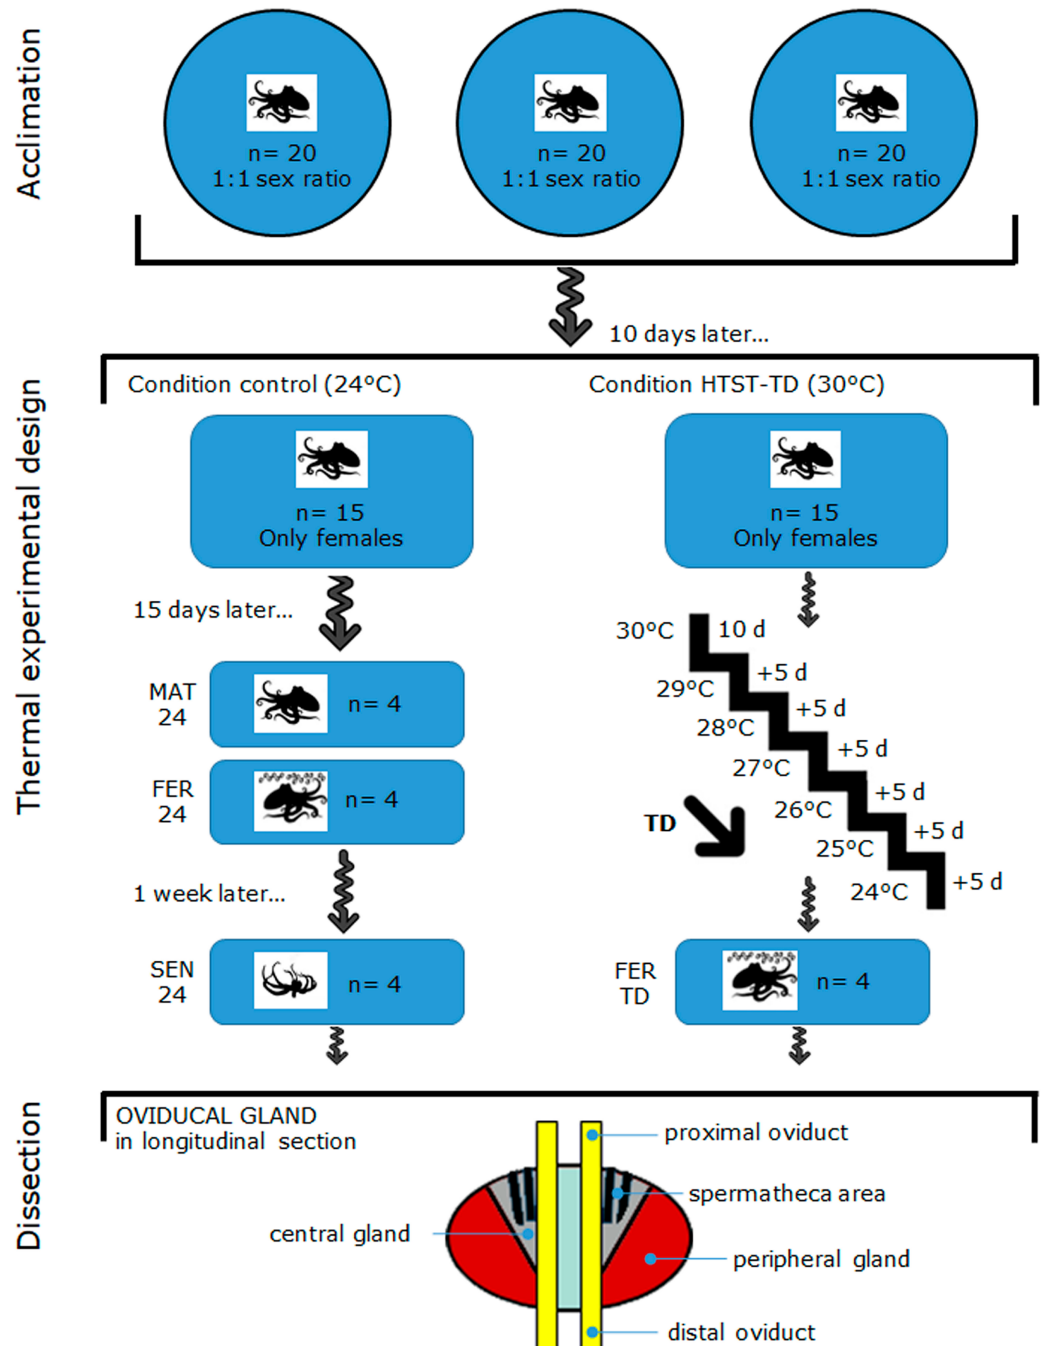 Acclimation
n= 20
1:1 sex ratio
n= 20
1:1 sex ratio
n= 20
1:1 sex ratio
10 days later...
Thermal experimental design
Condition control (24°C)
n= 15
Only females
15 days later...
MAT
24
n= 4
FER
24
n= 4
1 week later...
SEN
24
n= 4
Condition HTST-TD (30°C)
n= 15
Only females
30°C
10 d
29°C
+5 d
28°C
+5 d
27°C
+5 d
26°C
+5 d
25°C
+5 d
24°C
+5 d
TD
FER
TD
n= 4
Dissection
OVIDUCAL GLAND
in longitudinal section
proximal oviduct
spermatheca area
central gland
peripheral gland
distal oviduct